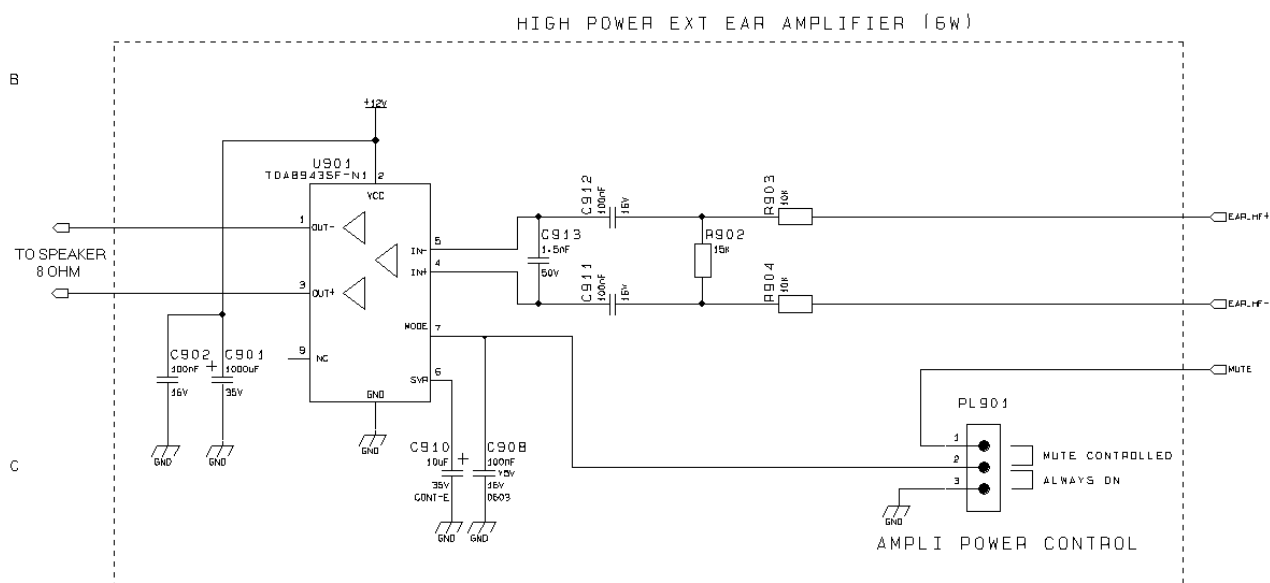 HIGH POWER EXT EAR AMPLIFIER (6W)
B
+12V
U901
TDA8943SF-N1
2
VCC
1
OUT-
TO SPEAKER
8 OHM
3
OUT+
5
IN-
4
IN+
MODE
7
9
NC
SVR
6
GND
C902
100nF
16V
C901
+
1000uF
35V
GND
GND
GND
C913
1.5nF
50V
C912
100nF
16V
C911
100nF
16V
R902
15K
R903
10K
R904
10K
EAR_HF+
EAR_HF-
MUTE
PL901
1
2
3
MUTE CONTROLLED
ALWAYS ON
GND
AMPLI POWER CONTROL
C
C910
10uF
+
35V
CONT-E
GND
C908
100nF
Y5V
16V
0603
GND